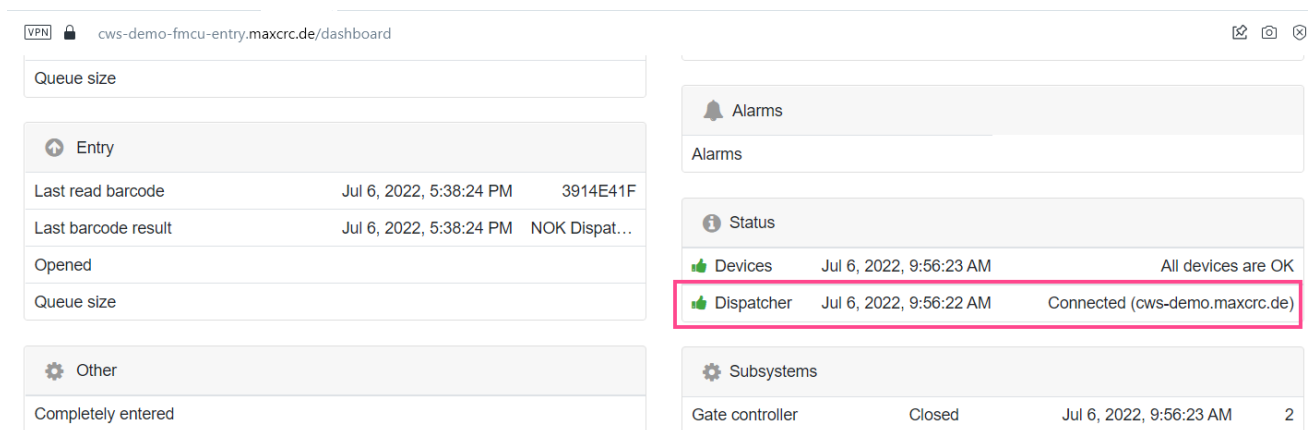 VPN cws-demo-fmcu-entry.maxcrc.de/dashboard
Queue size
Entry
Last read barcode Jul 6, 2022, 5:38:24 PM 3914E41F
Last barcode result Jul 6, 2022, 5:38:24 PM NOK Dispat...
Opened
Queue size
Other
Completely entered
Alarms
Alarms
Status
Devices Jul 6, 2022, 9:56:23 AM All devices are OK
Dispatcher Jul 6, 2022, 9:56:22 AM Connected (cws-demo.maxcrc.de)
Subsystems
Gate controller Closed Jul 6, 2022, 9:56:23 AM 2